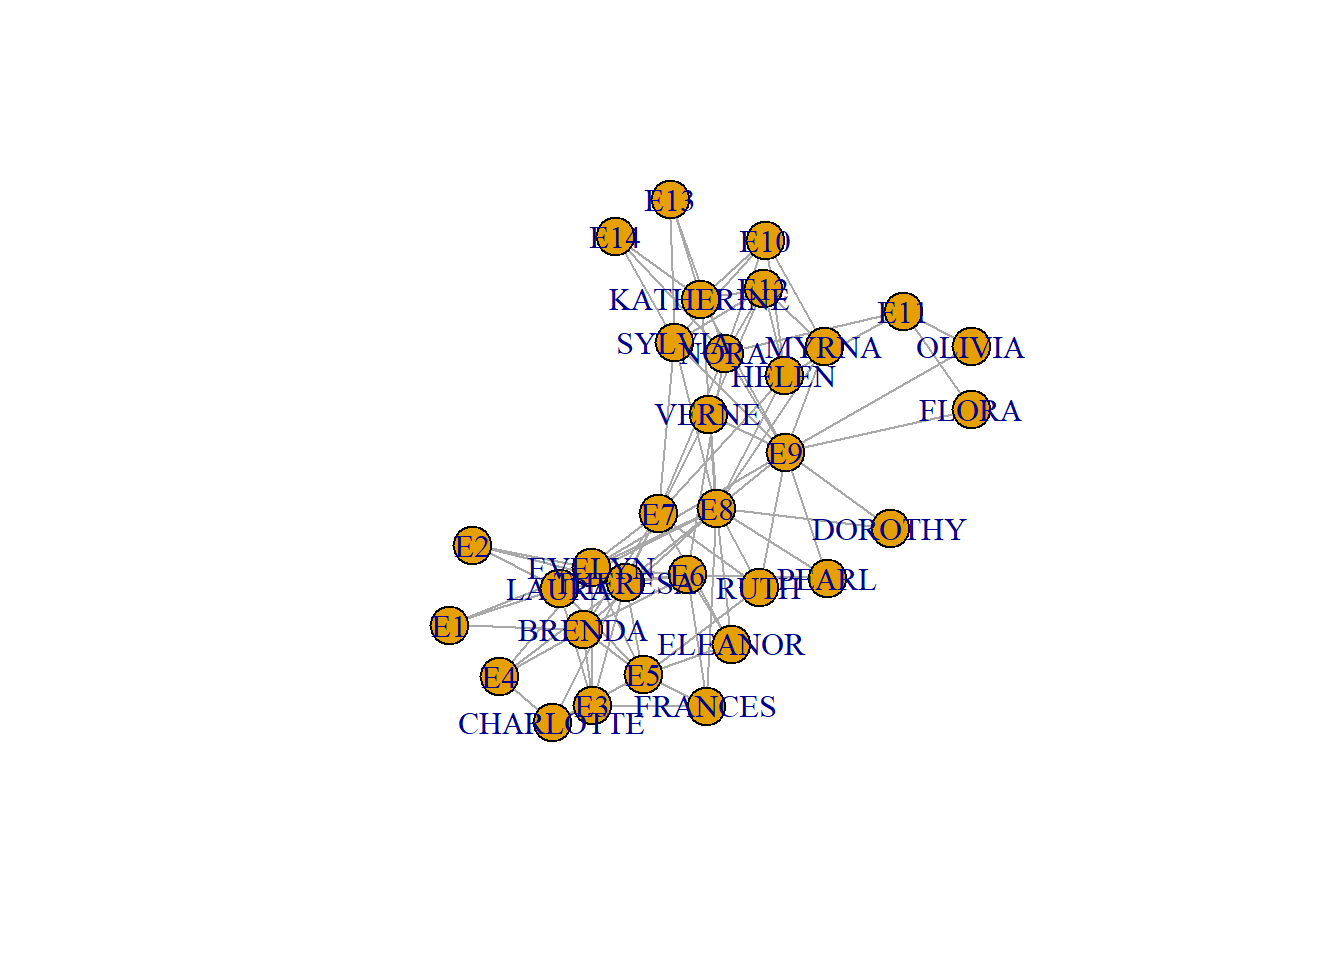 E13
E14
E10
E12
KATHERINE
E11
SYLVIA
NORA
MYRNA
OLIVIA
HELEN
FLORA
VERNE
E9
E7
E8
DOROTHY
E2
EVELYN
THERESA
E6
LAURA
RUTH
PEARL
E1
BRENDA
ELEANOR
E4
E5
E3
FRANCES
CHARLOTTE